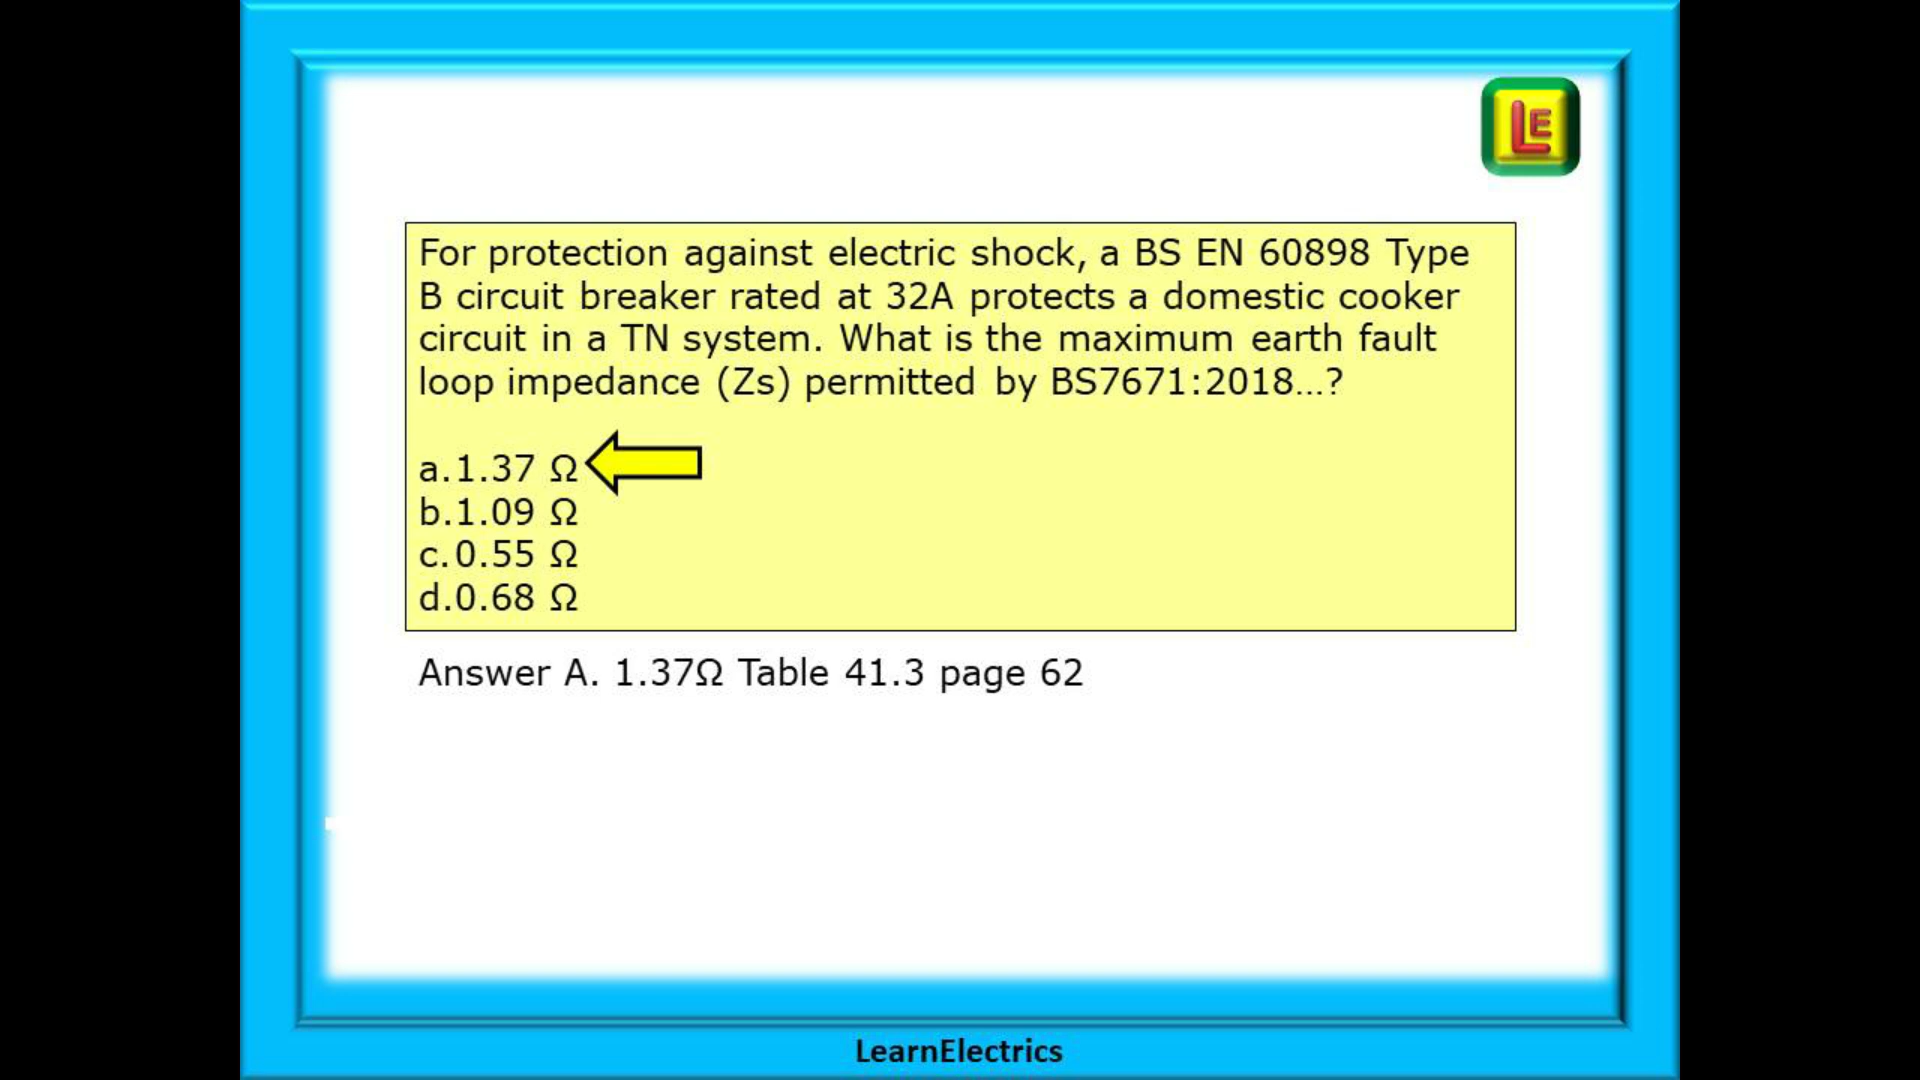 LE
For protection against electric shock, a BS EN 60898 Type
B circuit breaker rated at 32A protects a domestic cooker
circuit in a TN system. What is the maximum earth fault
loop impedance (Zs) permitted by BS7671:2018...?
a.1.37 Ω
b.1.09 Ω
c.0.55 Ω
d.0.68 Ω
Answer A. 1.37Ω Table 41.3 page 62
LearnElectrics